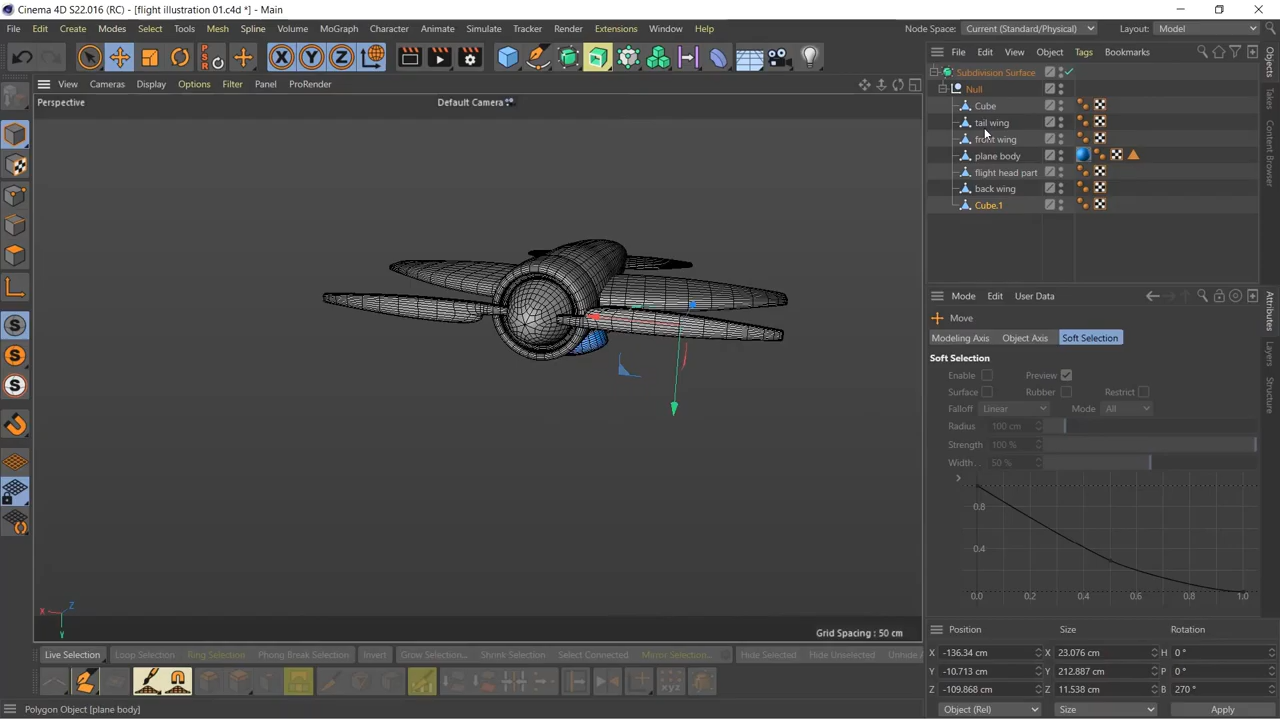 Cinema 4D S22.016 (RC) - [flight illustration 01.c4d *] - Main
File Edit Create Modes Select Tools Mesh Spline Volume MoGraph Character Animate Simulate Tracker Render Extensions Window Help
Node Space: Current (Standard/Physical) Layout: Model
File Edit View Object Tags Bookmarks
View Cameras Display Options Filter Panel ProRender
Perspective
Default Camera
Subdivision Surface
Null
Cube
tail wing
front wing
plane body
flight head part
back wing
Cube.1
Objects
Takes
Content Browser
Attributes
Layers
Structure
Mode Edit User Data
Move
Modeling Axis Object Axis Soft Selection
Soft Selection
Enable Preview
Surface Rubber Restrict
Falloff Linear Mode All
Radius 100 cm
Strength 100 %
Width. . 50 %
0.8
0.4
0.0 0.2 0.4 0.6 0.8 1.0
X Z
Y
Grid Spacing : 50 cm
Live Selection Loop Selection Ring Selection Phong Break Selection Invert Grow Selection... Shrink Selection Mirror Selection... Hide Selected Hide Unselected Unhide
Position Size Rotation
X -136.34 cm X 23.076 cm H 0 °
Y -10.713 cm Y 212.887 cm P 0 °
Z -109.868 cm Z 11.538 cm B 270 °
Object (Rel) Size Apply
Polygon Object [plane body]